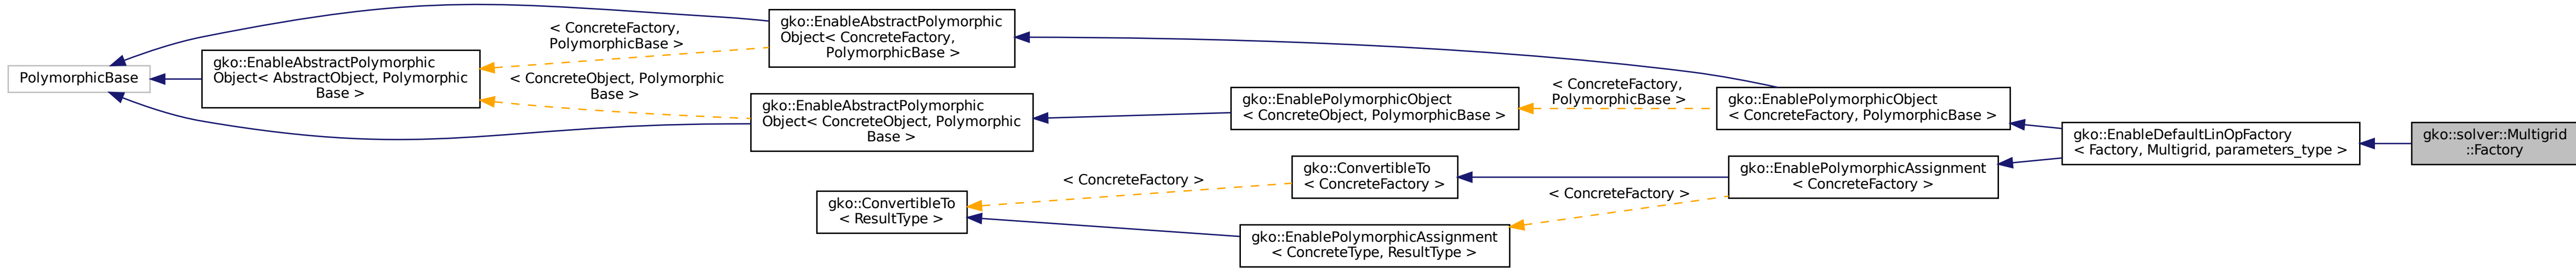 PolymorphicBase
gko::EnableAbstractPolymorphic
Object< AbstractObject, Polymorphic
Base >
< ConcreteFactory,
PolymorphicBase >
< ConcreteObject, Polymorphic
Base >
gko::EnableAbstractPolymorphic
Object< ConcreteFactory,
PolymorphicBase >
gko::EnableAbstractPolymorphic
Object< ConcreteObject, Polymorphic
Base >
gko::ConvertibleTo
< ResultType >
< ConcreteFactory >
gko::EnablePolymorphicObject
< ConcreteObject, PolymorphicBase >
gko::ConvertibleTo
< ConcreteFactory >
gko::EnablePolymorphicAssignment
< ConcreteType, ResultType >
< ConcreteFactory,
PolymorphicBase >
< ConcreteFactory >
gko::EnablePolymorphicObject
< ConcreteFactory, PolymorphicBase >
gko::EnablePolymorphicAssignment
< ConcreteFactory >
gko::EnableDefaultLinOpFactory
< Factory, Multigrid, parameters_type >
gko::solver::Multigrid
::Factory